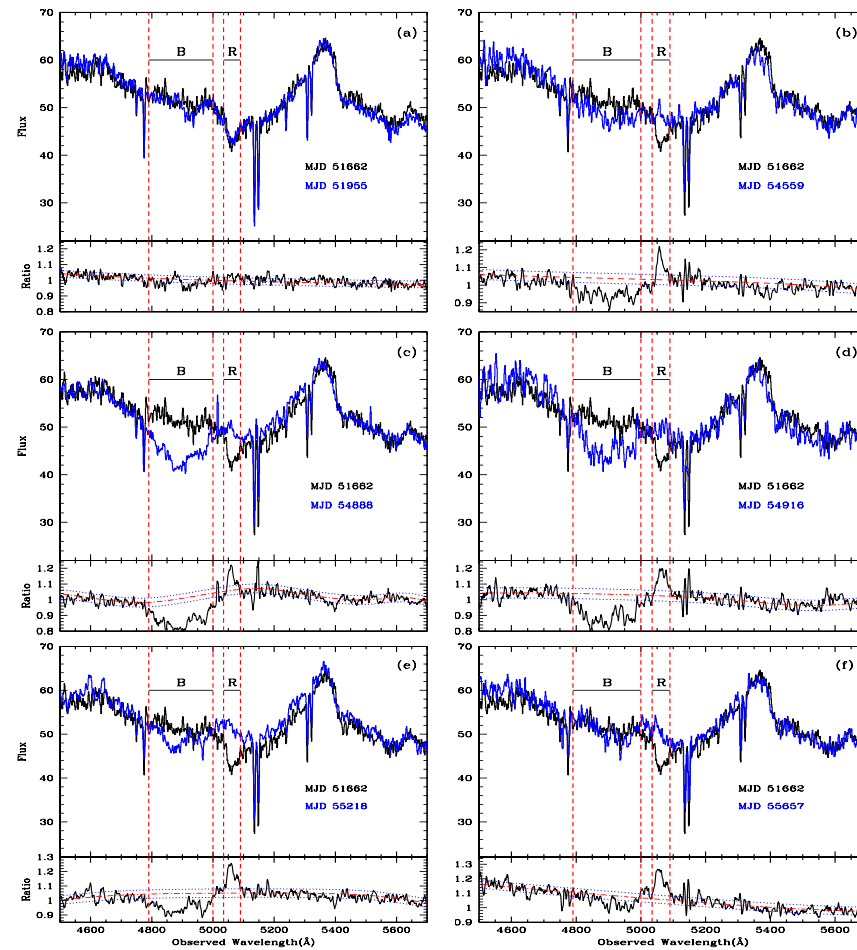 70
60
50
40
30
Flux
(a)
B
R
MJD 51662
MJD 51955
1.2
1.1
1
0.9
0.8
Ratio
70
60
50
40
30
Flux
(b)
B
R
MJD 51662
MJD 54559
1.2
1.1
1
0.9
Ratio
70
60
50
40
30
Flux
(c)
B
R
MJD 51662
MJD 54888
1.2
1.1
1
0.9
0.8
Ratio
70
60
50
40
30
Flux
(d)
B
R
MJD 51662
MJD 54916
1.2
1.1
1
0.9
0.8
Ratio
70
60
50
40
30
Flux
(e)
B
R
MJD 51662
MJD 55218
1.3
1.2
1.1
1
0.9
Ratio
4600 4800 5000 5200 5400 5600
Observed Wavelength(Å)
70
60
50
40
30
Flux
(f)
B
R
MJD 51662
MJD 55657
1.3
1.2
1.1
1
0.9
Ratio
4600 4800 5000 5200 5400 5600
Observed Wavelength(Å)